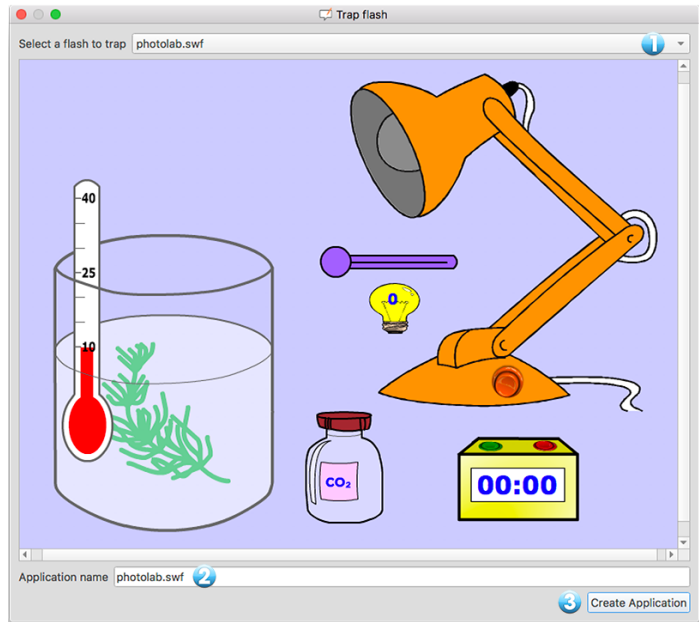 Trap flash
Select a flash to trap photolab.swf 1
40
25
10
0
CO₂
00:00
Application name photolab.swf 2
3 Create Application